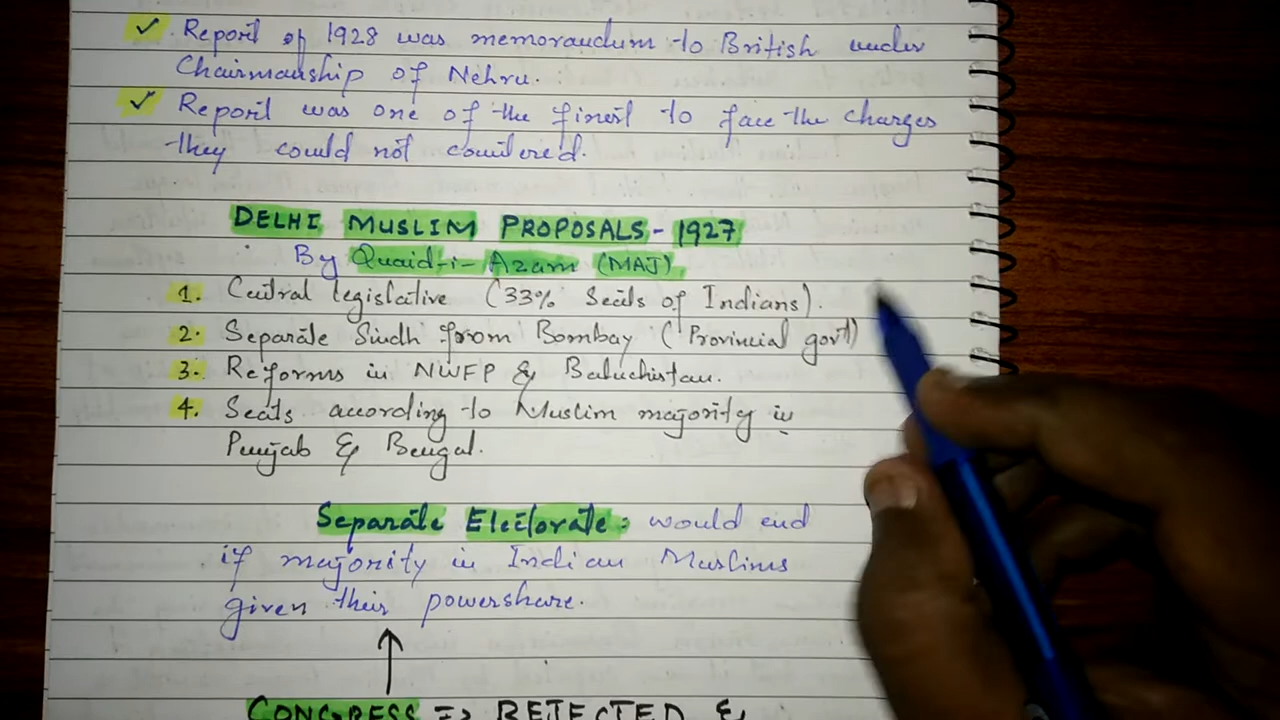 ✓ Report of 1928 was memorandum to British under
Chairmanship of Nehru.
✓ Report was one of the finest to face the charges
they could not countered.
DELHI MUSLIM PROPOSALS - 1927
By Quaid-i-Azam (MAJ)
1. Central legislative (33% Seats of Indians).
2. Separate Sindh from Bombay (Provincial govt)
3. Reforms in NWFP & Baluchistan.
4. Seats according to Muslim majority in
Punjab & Bengal.
Separate Electorate: would end
if majority in Indian Muslims
given their powershare.
↑
CONGRESS => REJECTED &